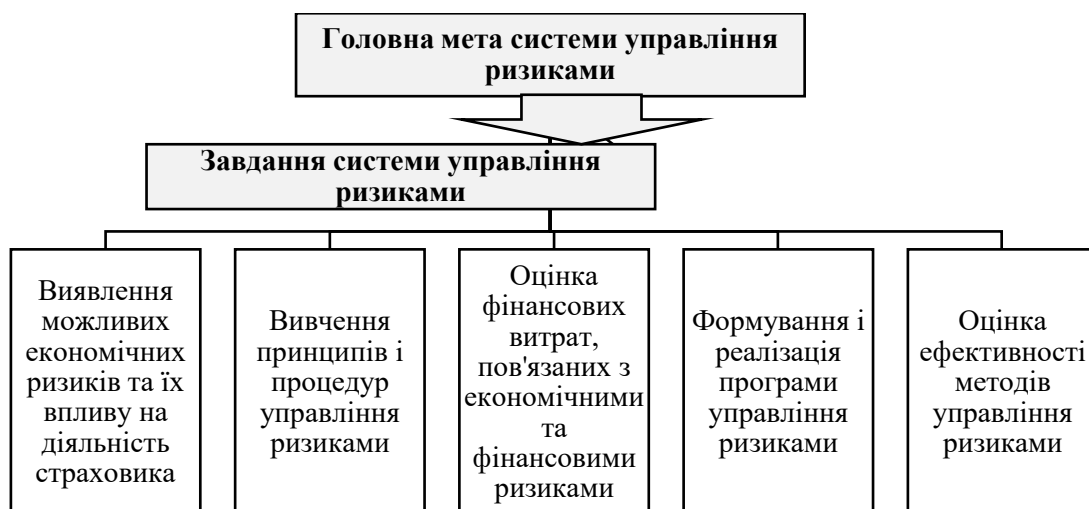 Головна мета системи управління
ризиками
Завдання системи управління
ризиками
Виявлення
можливих
економічних
ризиків та їх
впливу на
діяльність
страховика
Вивчення
принципів і
процедур
управління
ризиками
Оцінка
фінансових
витрат,
пов'язаних з
економічними
та
фінансовими
ризиками
Формування і
реалізація
програми
управління
ризиками
Оцінка
ефективності
методів
управління
ризиками